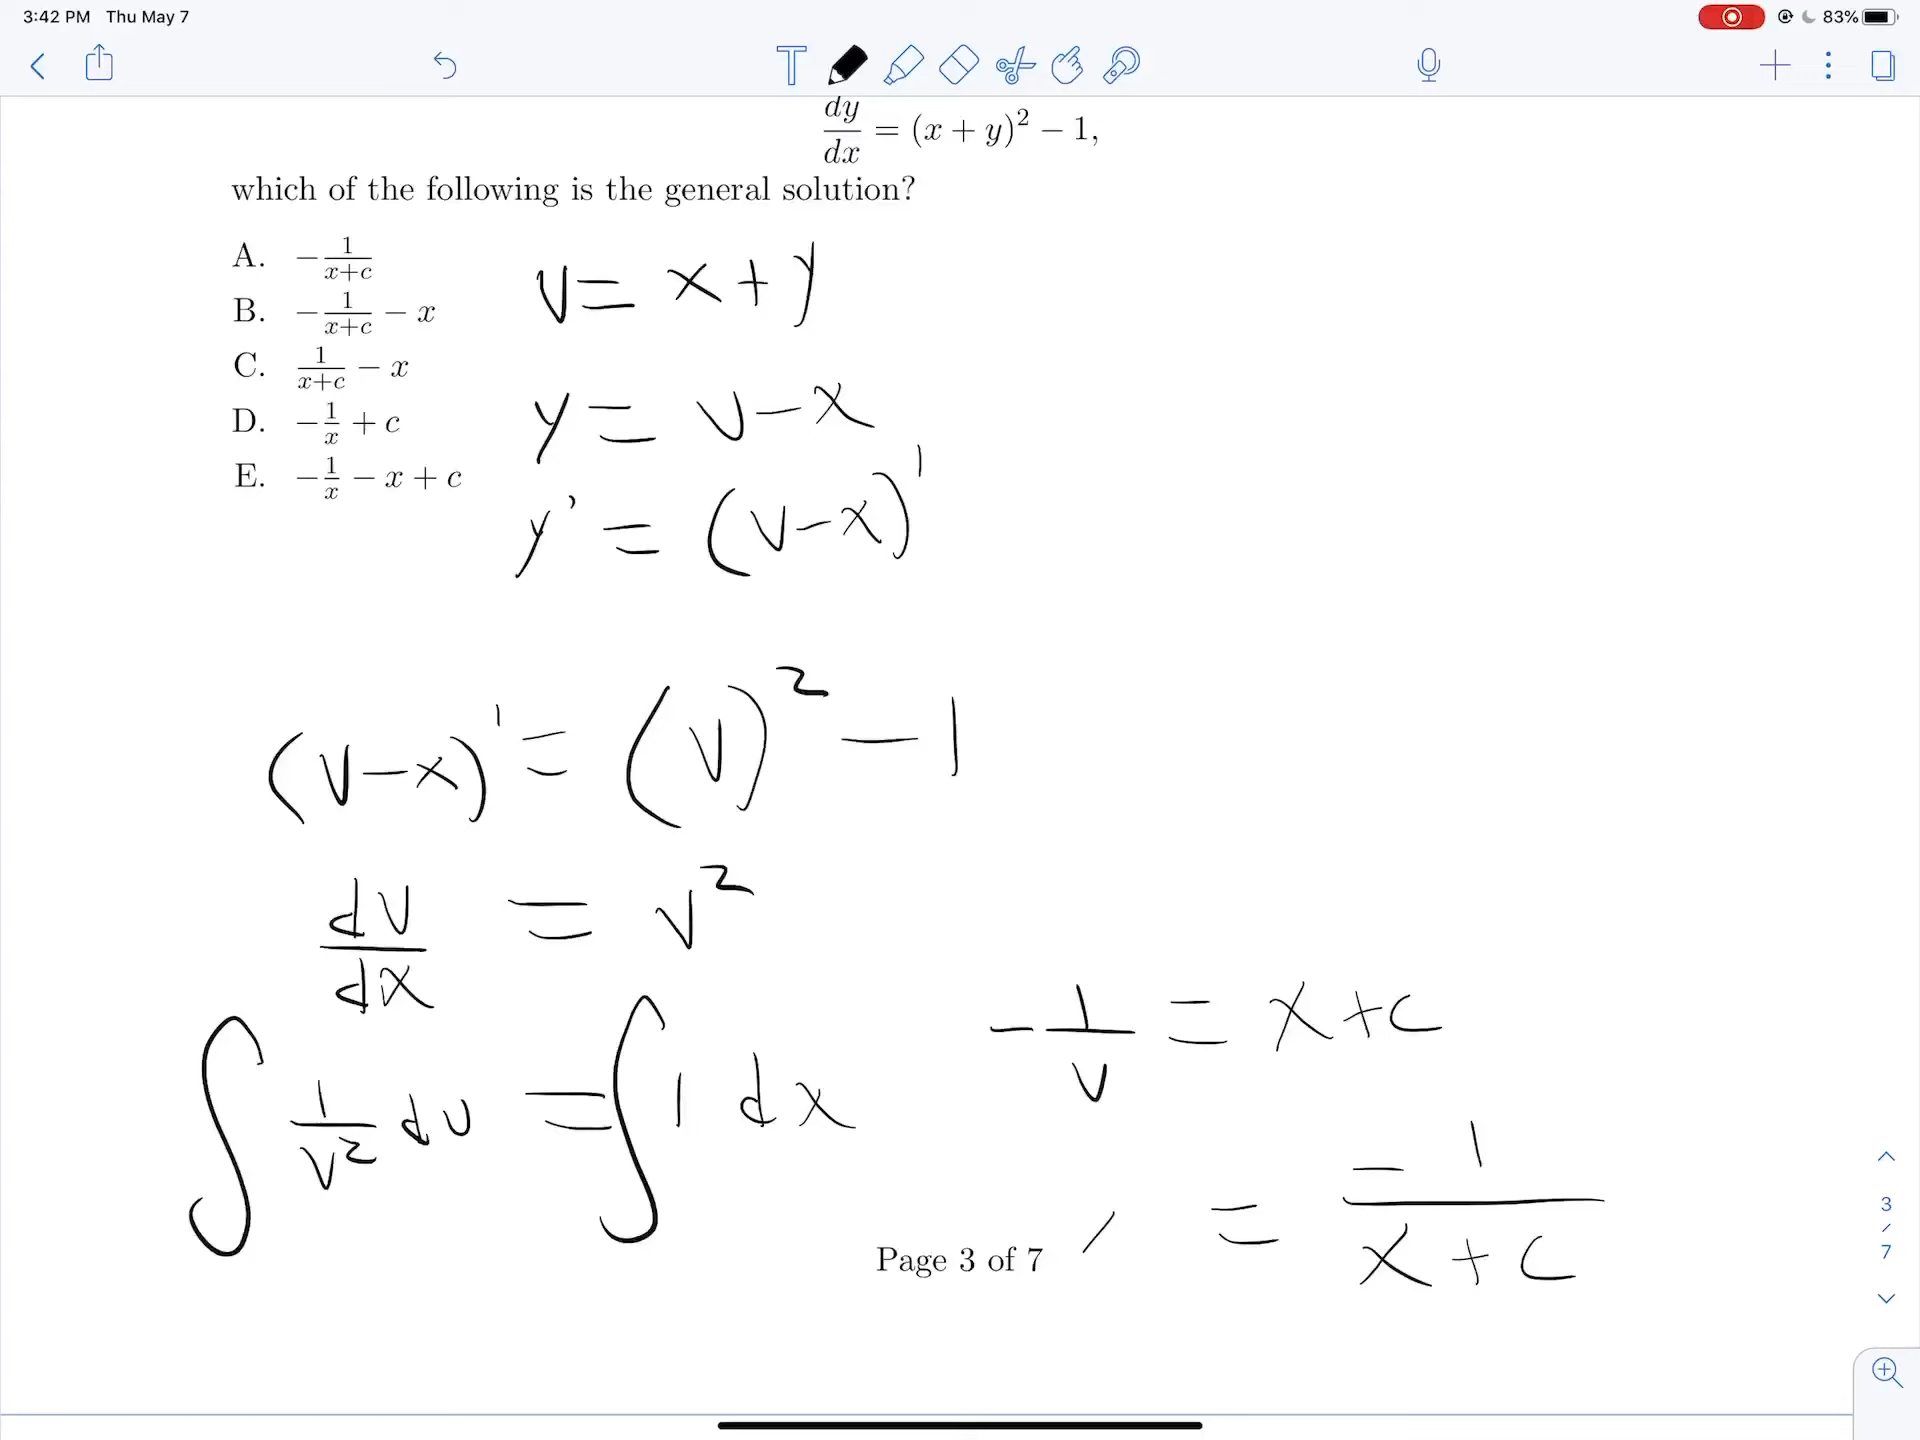 3:42 PM Thu May 7
83%
dy/dx = (x + y)² − 1,
which of the following is the general solution?
A. −1/(x+c)
B. −1/(x+c) − x
C. 1/(x+c) − x
D. −1/x + c
E. −1/x − x + c
v = x + y
y = v − x
y' = (v − x)'
(v − x)' = (v)² − 1
dv/dx = v²
∫ 1/v² dv = ∫ 1 dx
− 1/v = x + c
= −1/(x + c)
Page 3 of 7
3
/
7